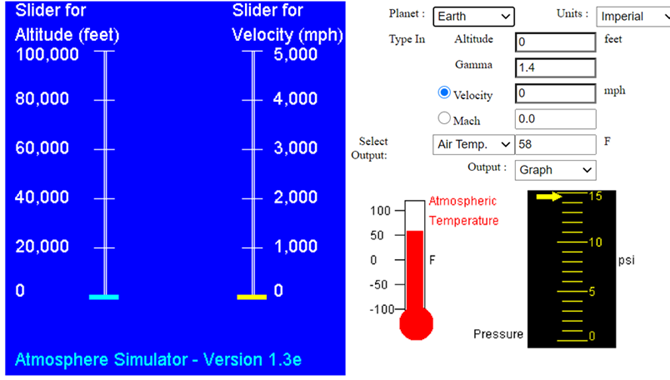 Slider for Slider for
Altitude (feet) Velocity (mph)
100,000 5,000
80,000 4,000
60,000 3,000
40,000 2,000
20,000 1,000
0 0
Atmosphere Simulator - Version 1.3e
Planet : Earth Units : Imperial
Type In Altitude 0 feet
Gamma 1.4
Velocity 0 mph
Mach 0.0
Select
Output: Air Temp. 58 F
Output : Graph
Atmospheric
Temperature
100
50
0 F
-50
-100
15
10
psi
5
0
Pressure